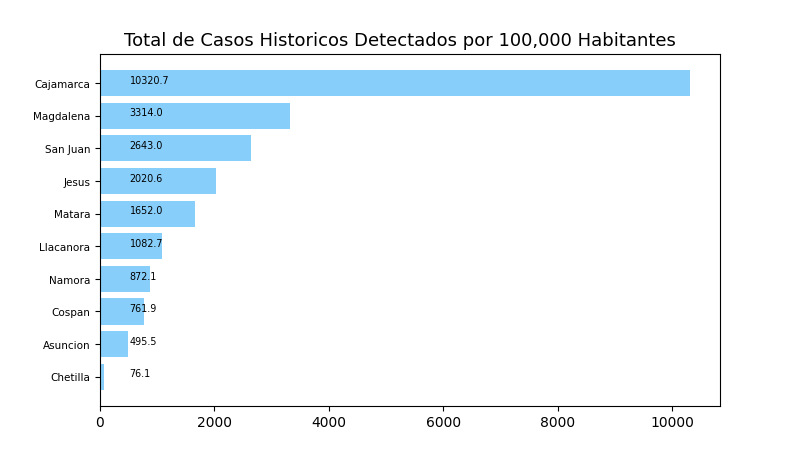 Total de Casos Historicos Detectados por 100,000 Habitantes
Cajamarca 10320.7
Magdalena 3314.0
San Juan 2643.0
Jesus 2020.6
Matara 1652.0
Llacanora 1082.7
Namora 872.1
Cospan 761.9
Asuncion 495.5
Chetilla 76.1
0 2000 4000 6000 8000 10000